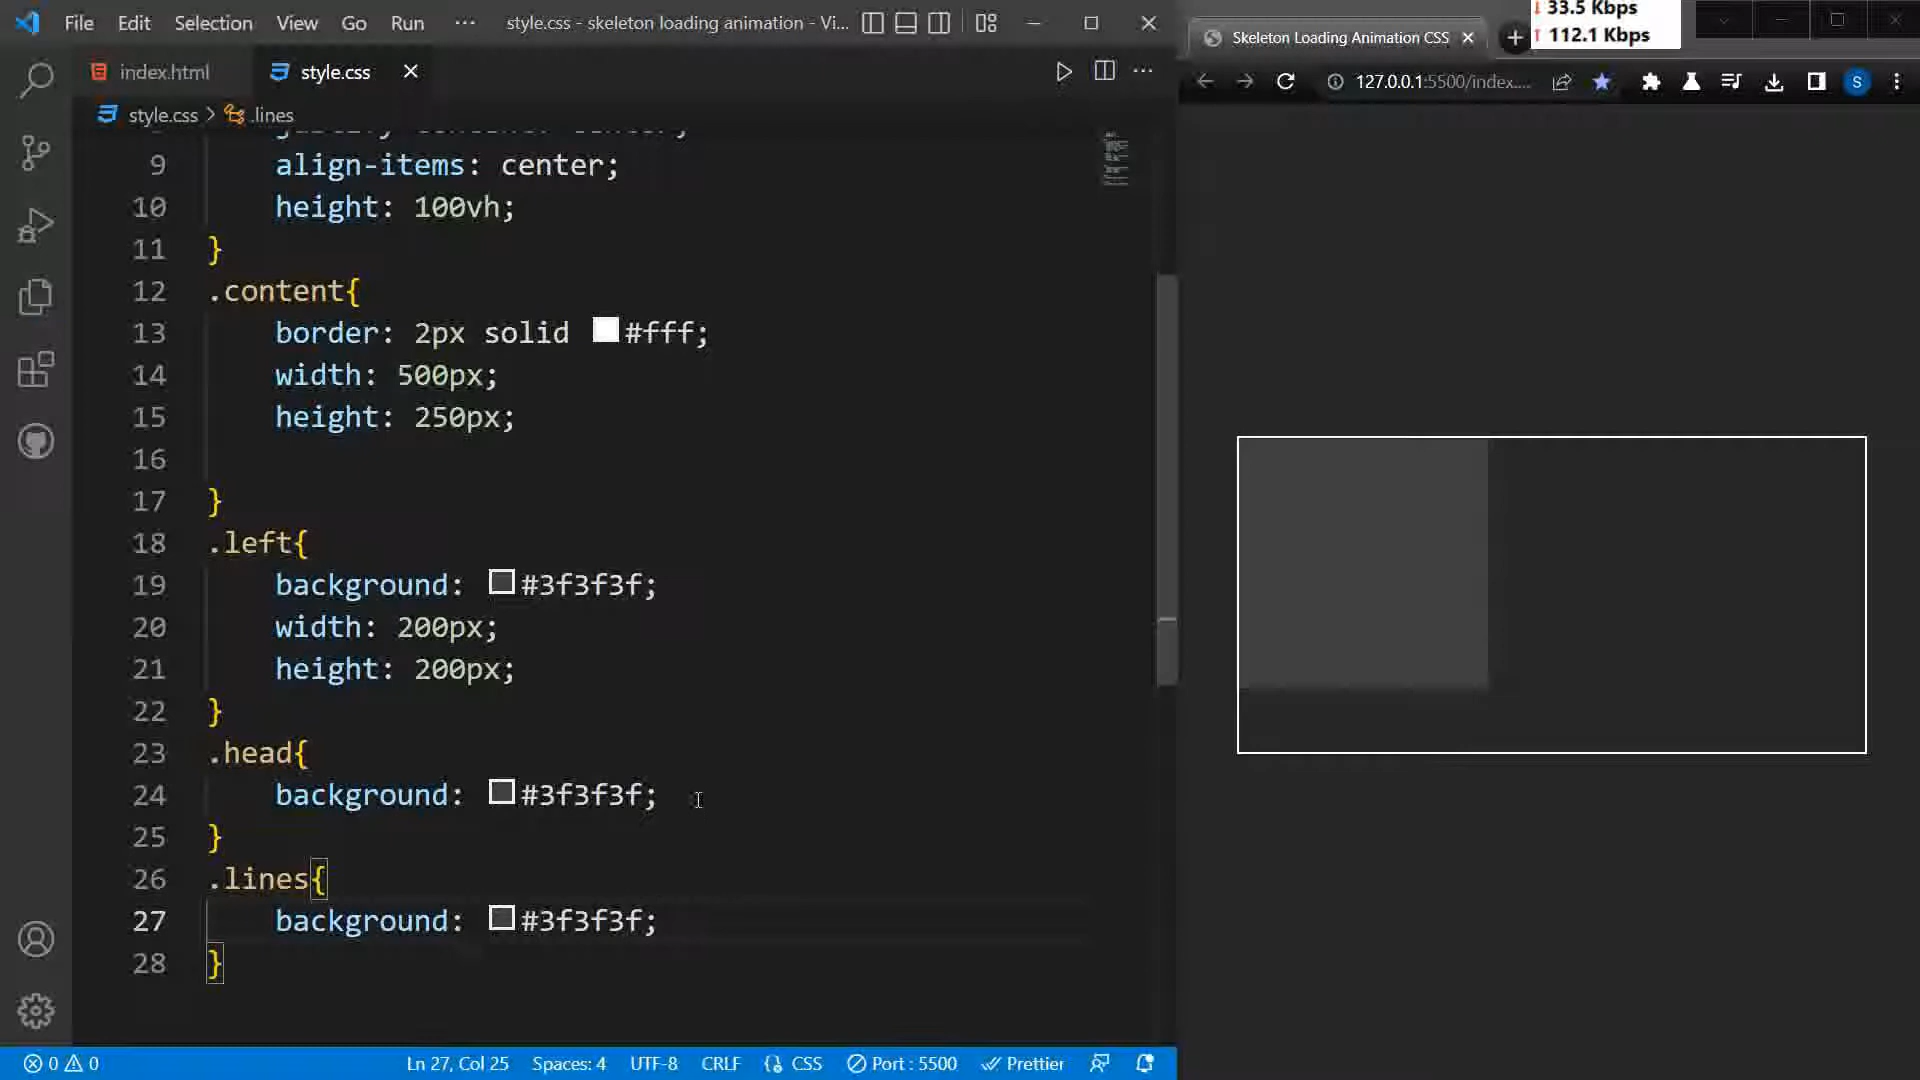 File Edit Selection View Go Run ··· style.css - skeleton loading animation - Vi...
index.html style.css
style.css > .lines
justify-content: center;
9 align-items: center;
10 height: 100vh;
11 }
12 .content{
13 border: 2px solid #fff;
14 width: 500px;
15 height: 250px;
16
17 }
18 .left{
19 background: #3f3f3f;
20 width: 200px;
21 height: 200px;
22 }
23 .head{
24 background: #3f3f3f;
25 }
26 .lines{
27 background: #3f3f3f;
28 }
0 0 Ln 27, Col 25 Spaces: 4 UTF-8 CRLF CSS Port : 5500 Prettier
33.5 Kbps
Skeleton Loading Animation CSS 112.1 Kbps
127.0.0.1:5500/index.... S